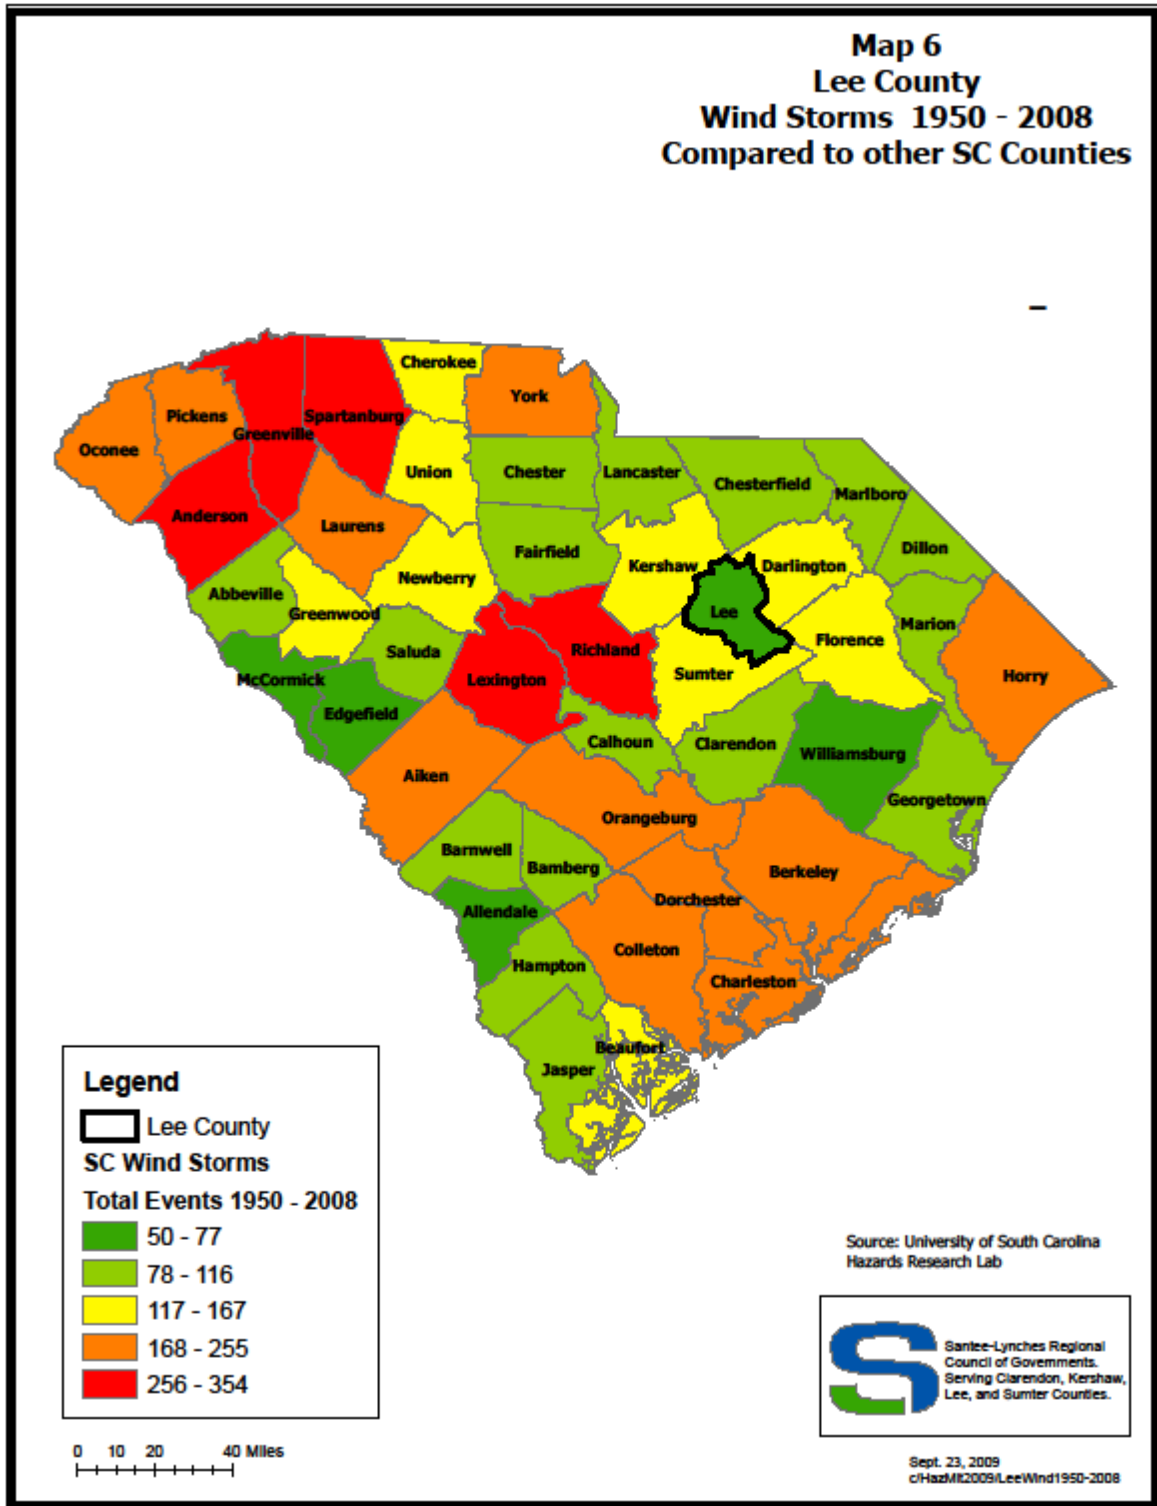 Map 6
Lee County
Wind Storms 1950 - 2008
Compared to other SC Counties
Cherokee
York
Pickens
Spartanburg
Greenville
Oconee
Union
Chester
Lancaster
Chesterfield
Marlboro
Anderson
Laurens
Fairfield
Dillon
Kershaw
Darlington
Newberry
Abbeville
Greenwood
Lee
Marion
Florence
Saluda
Richland
Sumter
Horry
McCormick
Lexington
Edgefield
Calhoun
Clarendon
Williamsburg
Aiken
Georgetown
Orangeburg
Barnwell
Bamberg
Berkeley
Dorchester
Allendale
Colleton
Hampton
Charleston
Beaufort
Jasper
Legend
Lee County
SC Wind Storms
Total Events 1950 - 2008
50 - 77
78 - 116
117 - 167
168 - 255
256 - 354
0 10 20 40 Miles
Source: University of South Carolina
Hazards Research Lab
Santee-Lynches Regional
Council of Governments.
Serving Clarendon, Kershaw,
Lee, and Sumter Counties.
Sept. 23, 2009
c/HazMit2009/LeeWind1950-2008